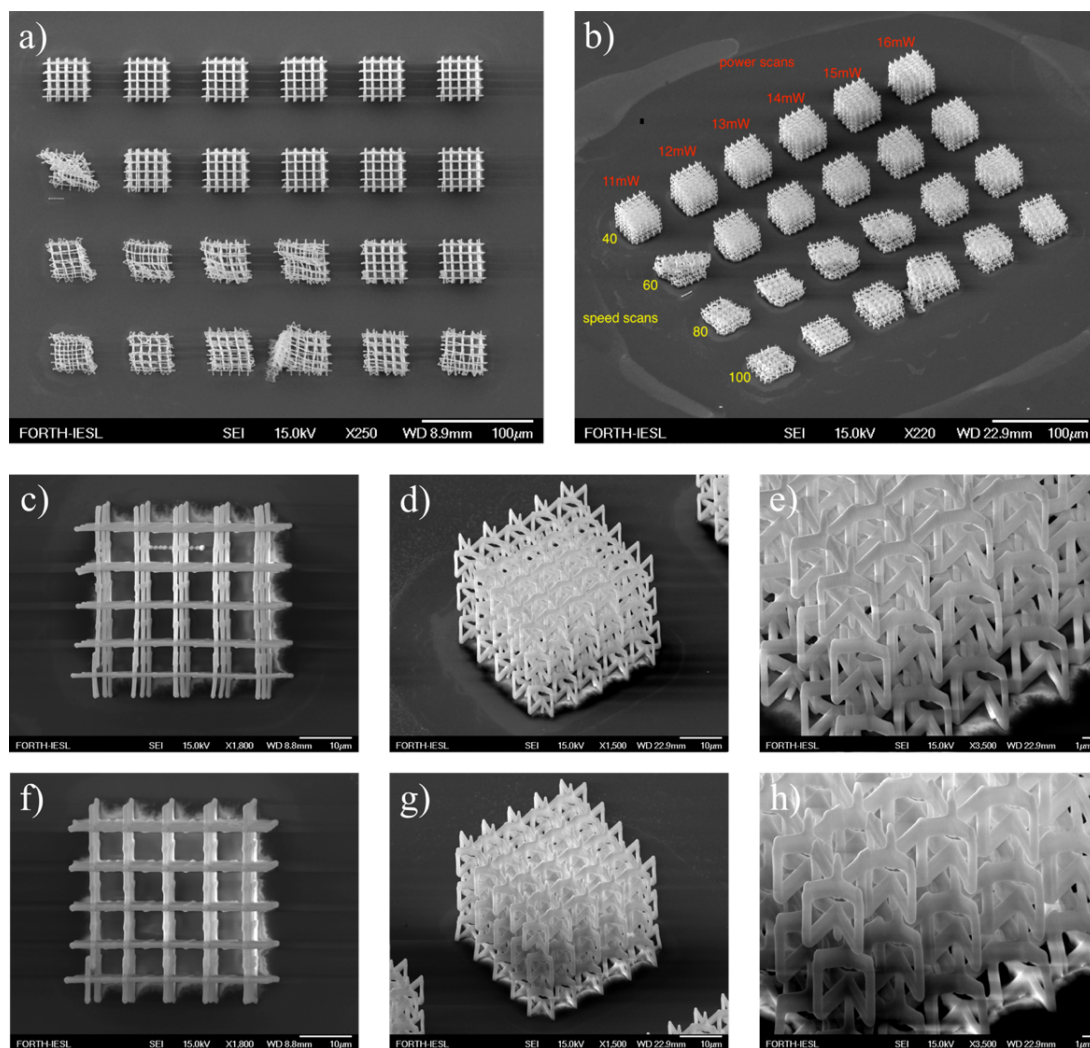 a)
FORTH-IESL SEI 15.0kV X250 WD 8.9mm 100μm
b)
16mW
power scans
15mW
14mW
13mW
12mW
11mW
40
60
speed scans
80
100
FORTH-IESL SEI 15.0kV X220 WD 22.9mm 100μm
c)
FORTH-IESL SEI 15.0kV X1,800 WD 8.8mm 10μm
d)
FORTH-IESL SEI 15.0kV X1,500 WD 22.9mm 10μm
e)
FORTH-IESL SEI 15.0kV X3,500 WD 22.9mm 1μm
f)
FORTH-IESL SEI 15.0kV X1,800 WD 8.8mm 10μm
g)
FORTH-IESL SEI 15.0kV X1,500 WD 22.9mm 10μm
h)
FORTH-IESL SEI 15.0kV X3,500 WD 22.9mm 1μm